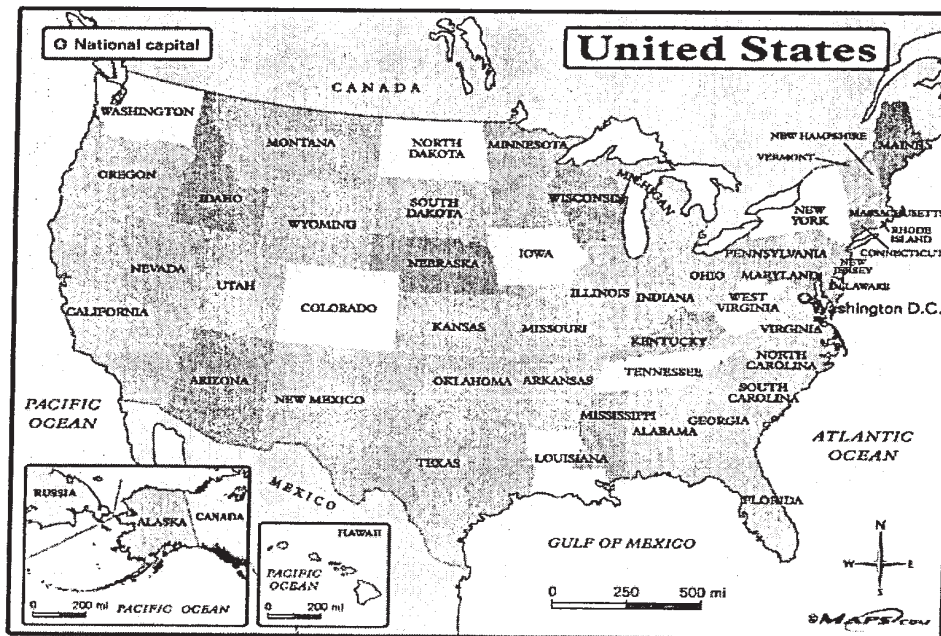 National capital
United States
CANADA
WASHINGTON
MONTANA
NORTH
DAKOTA
MINNESOTA
NEW HAMPSHIRE
VERMONT
MAINE
OREGON
IDAHO
MICHIGAN
WYOMING
SOUTH
DAKOTA
WISCONSIN
NEW
YORK
MASSACHUSETTS
RHODE
ISLAND
CONNECTICUT
NEVADA
UTAH
NEBRASKA
IOWA
PENNSYLVANIA
NEW
JERSEY
OHIO
MARYLAND
DELAWARE
ILLINOIS
INDIANA
WEST
VIRGINIA
Washington D.C.
CALIFORNIA
COLORADO
KANSAS
MISSOURI
VIRGINIA
KENTUCKY
NORTH
CAROLINA
TENNESSEE
ARIZONA
NEW MEXICO
OKLAHOMA
ARKANSAS
SOUTH
CAROLINA
MISSISSIPPI
ALABAMA
GEORGIA
PACIFIC
OCEAN
ATLANTIC
OCEAN
TEXAS
LOUISIANA
FLORIDA
MEXICO
GULF OF MEXICO
RUSSIA
ALASKA
CANADA
0 200 mi
PACIFIC OCEAN
HAWAII
PACIFIC
OCEAN
0 200 mi
0 250 500 mi
N
W E
S
©MAPS.COM